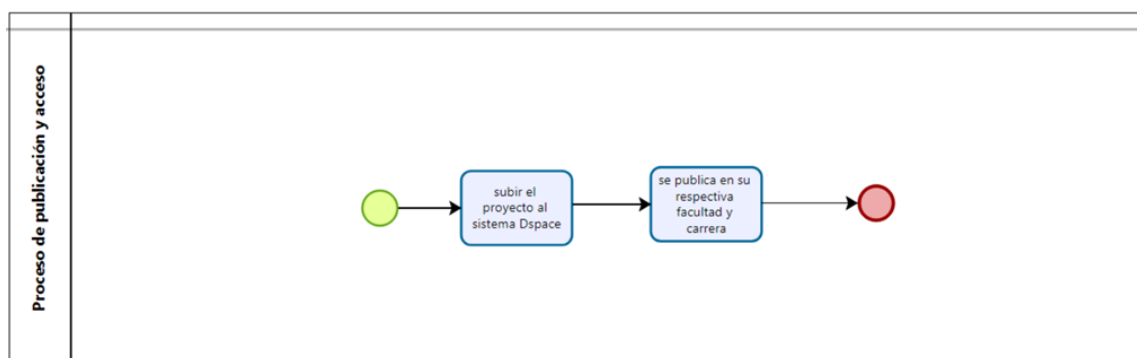 Proceso de publicación y acceso
subir el
proyecto al
sistema Dspace
se publica en su
respectiva
facultad y
carrera